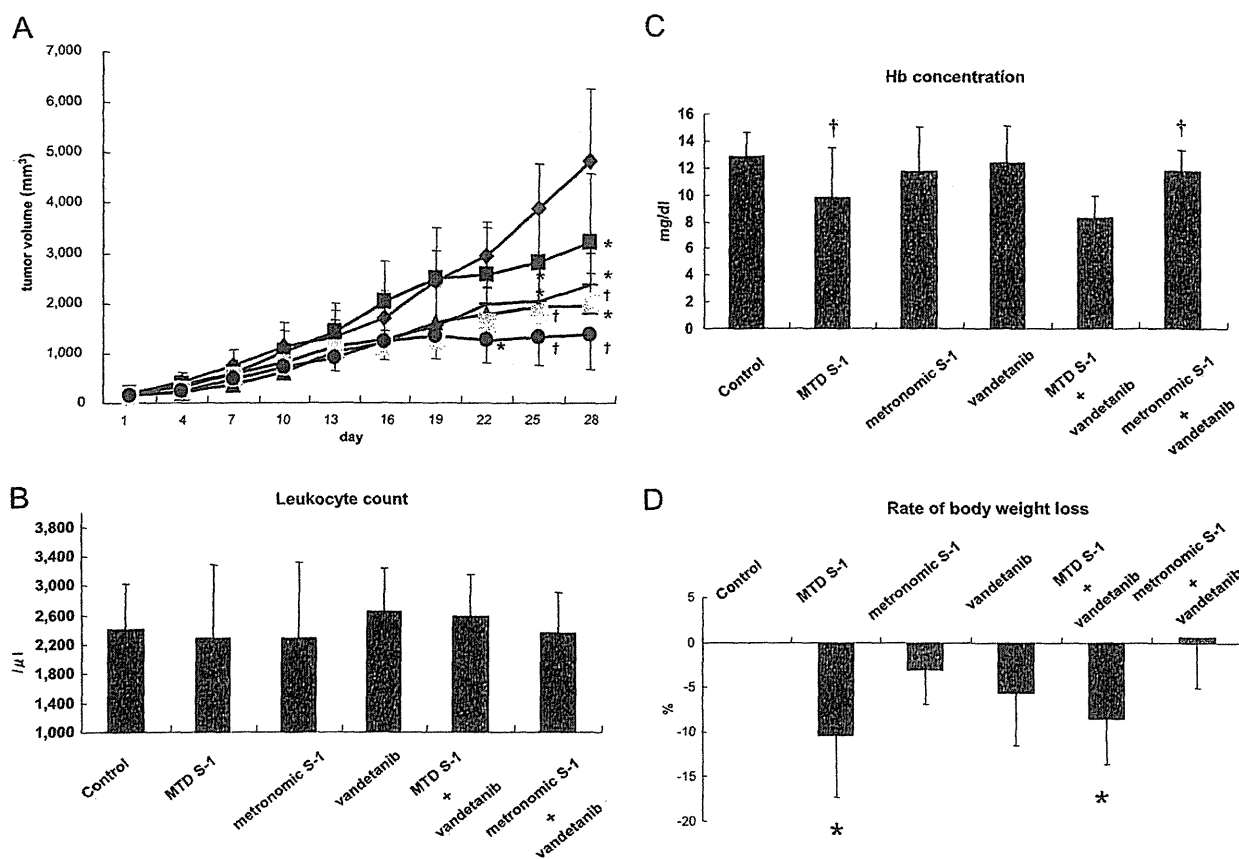 A
7,000
6,000
5,000
4,000
3,000
2,000
1,000
0
tumor volume (mm³)
1 4 7 10 13 16 19 22 25 28
day
*
*
†
*
†
*
*
†
*
†
B
Leukocyte count
3,800
3,400
3,000
2,600
2,200
1,800
1,400
1,000
/μl
Control
MTD S-1
metronomic S-1
vandetanib
MTD S-1
+
vandetanib
metronomic S-1
+
vandetanib
C
Hb concentration
16
14
12
10
8
6
4
2
0
mg/dl
†
†
Control
MTD S-1
metronomic S-1
vandetanib
MTD S-1
+
vandetanib
metronomic S-1
+
vandetanib
D
Rate of body weight loss
Control
MTD S-1
metronomic S-1
vandetanib
MTD S-1
+
vandetanib
metronomic S-1
+
vandetanib
5
0
-5
-10
-15
-20
%
*
*